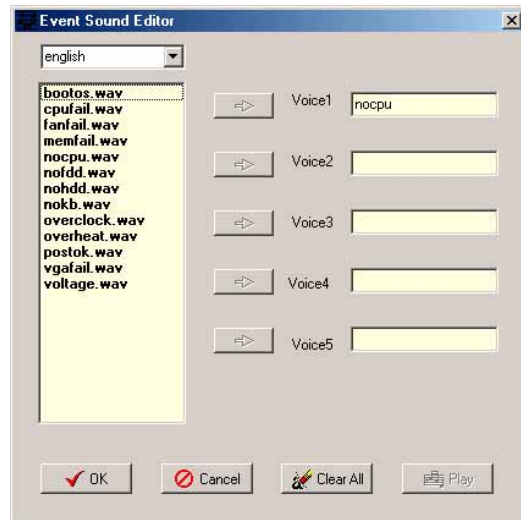 Event Sound Editor
english
bootos.wav
cpufail.wav
fanfail.wav
memfail.wav
nocpu.wav
nofdd.wav
nohdd.wav
nokb.wav
overclock.wav
overheat.wav
postok.wav
vgafail.wav
voltage.wav
Voice1
nocpu
Voice2
Voice3
Voice4
Voice5
OK
Cancel
Clear All
Play